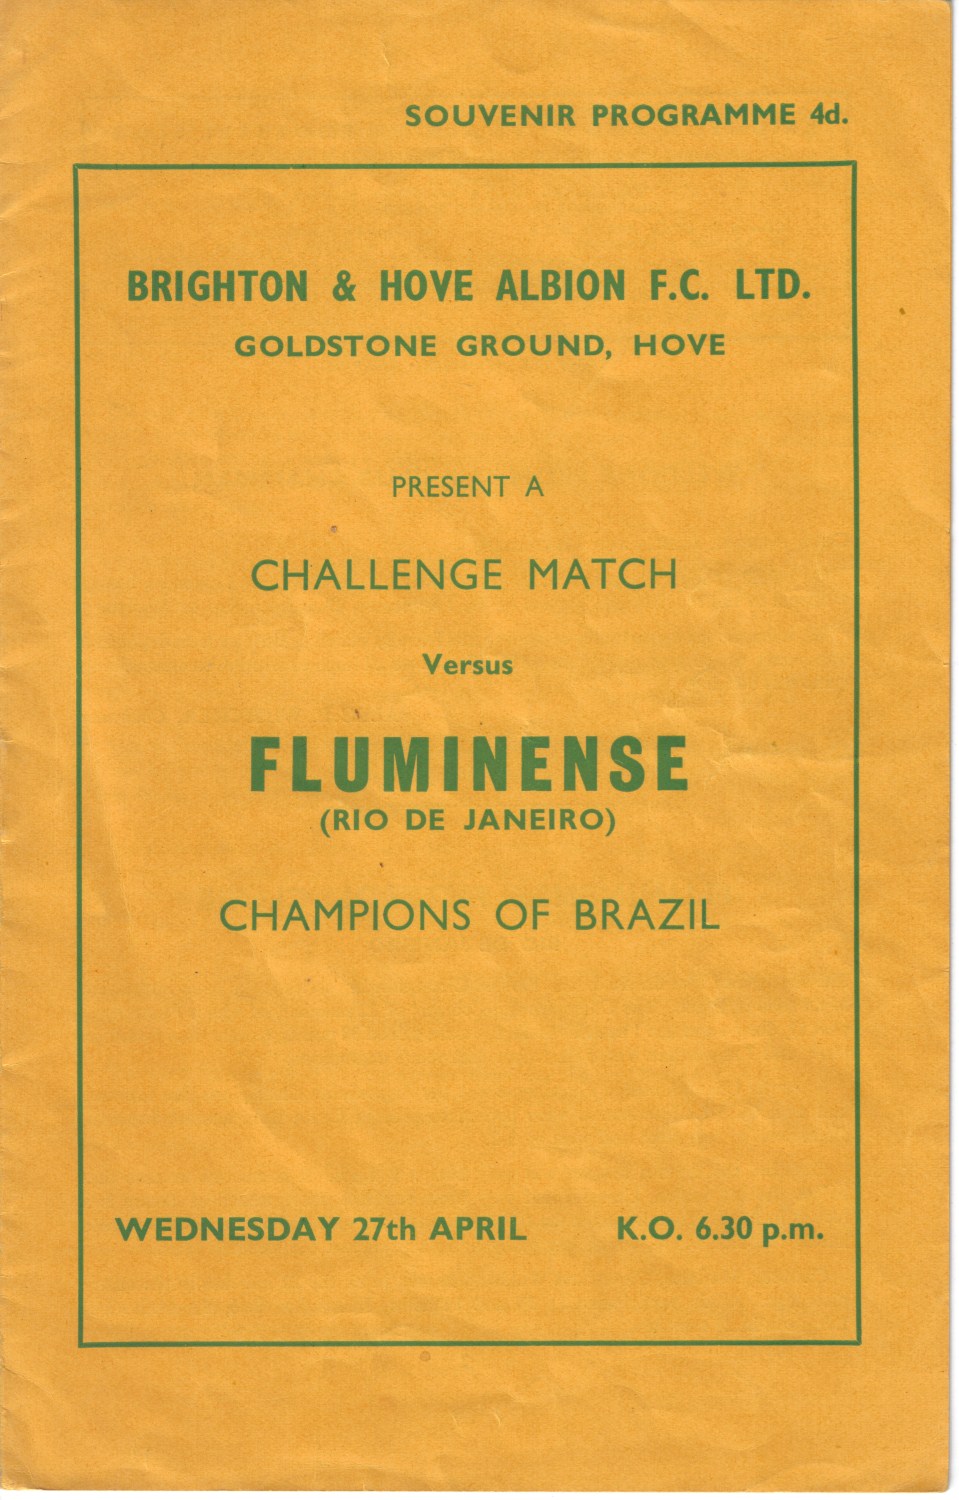 SOUVENIR PROGRAMME 4d.
BRIGHTON & HOVE ALBION F.C. LTD.
GOLDSTONE GROUND, HOVE
PRESENT A
CHALLENGE MATCH
Versus
FLUMINENSE
(RIO DE JANEIRO)
CHAMPIONS OF BRAZIL
WEDNESDAY 27th APRIL K.O. 6.30 p.m.